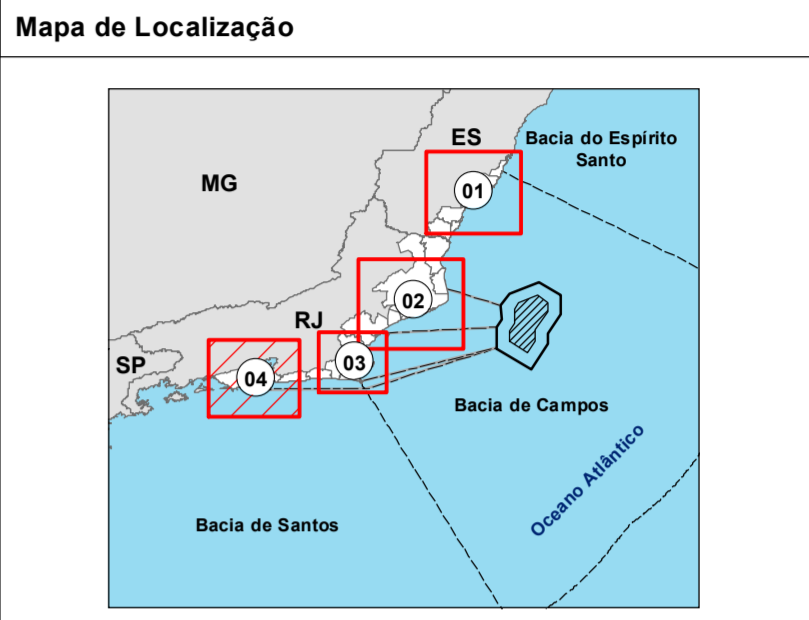 Mapa de Localização
ES
Bacia do Espírito
Santo
MG
01
02
RJ
03
SP
04
Bacia de Campos
Oceano Atlântico
Bacia de Santos